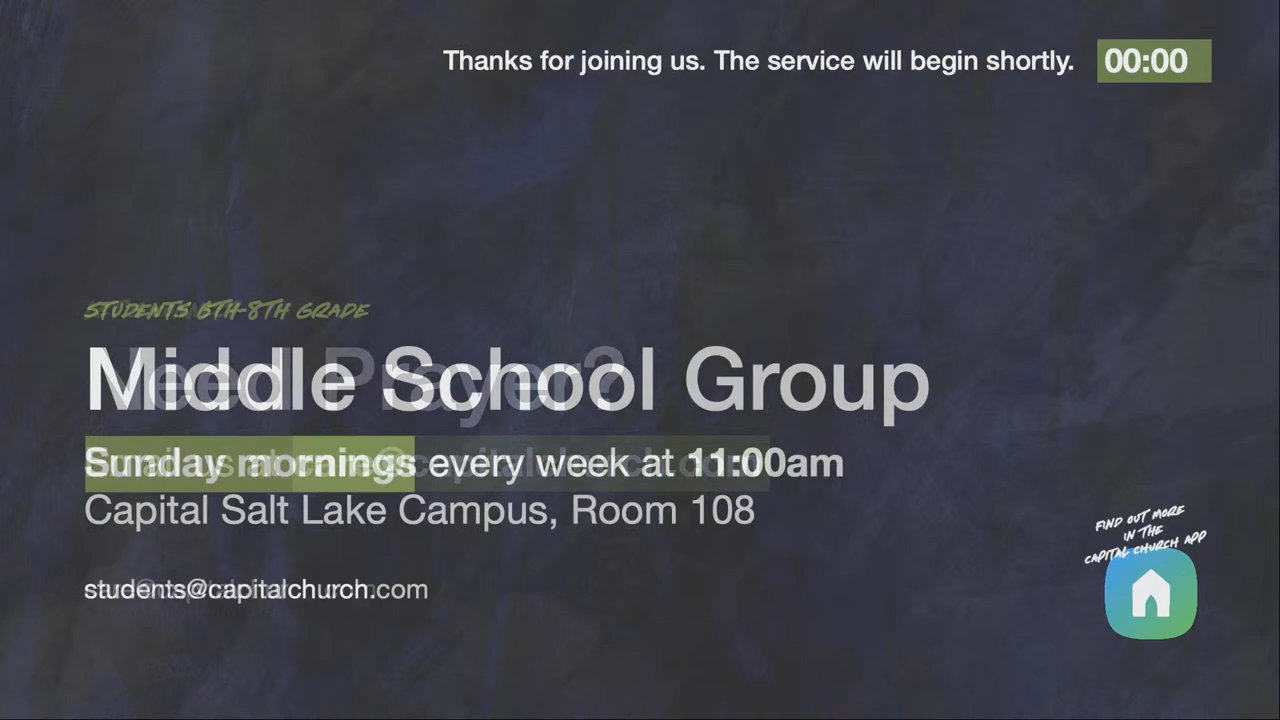 Thanks for joining us. The service will begin shortly. 00:00
STUDENTS 6TH-8TH GRADE
Middle School Group
Need Prayer?
Sunday mornings every week at 11:00am
Capital Salt Lake Campus, Room 108
students@capitalchurch.com
FIND OUT MORE
IN THE
CAPITAL CHURCH APP